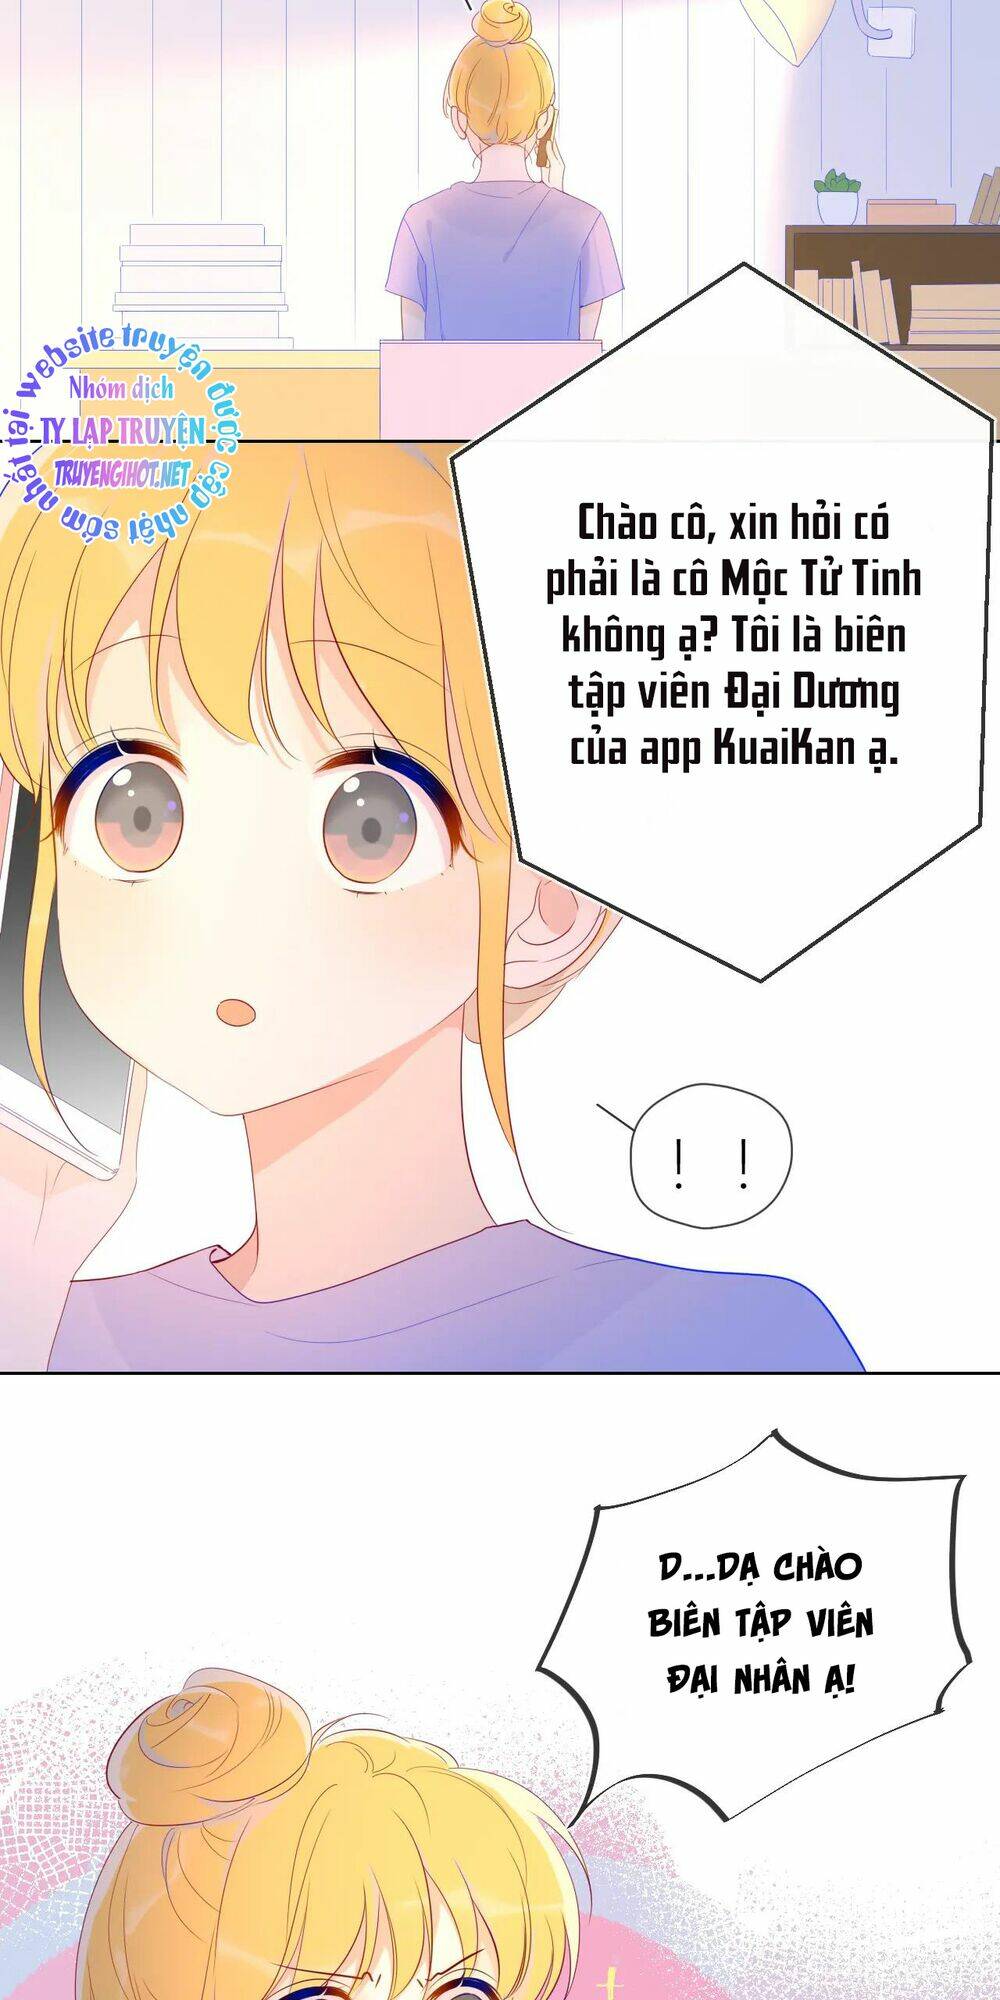 tại website truyện được cập nhật sớm nhất
Nhóm dịch
TY LAP TRUYỆN
TRUYENGIHOT.NET
Chào cô, xin hỏi có
phải là cô Mộc Tử Tinh
không ạ? Tôi là biên
tập viên Đại Dương
của app KuaiKan ạ.
! !
D...DẠ CHÀO
BIÊN TẬP VIÊN
ĐẠI NHÂN Ạ!